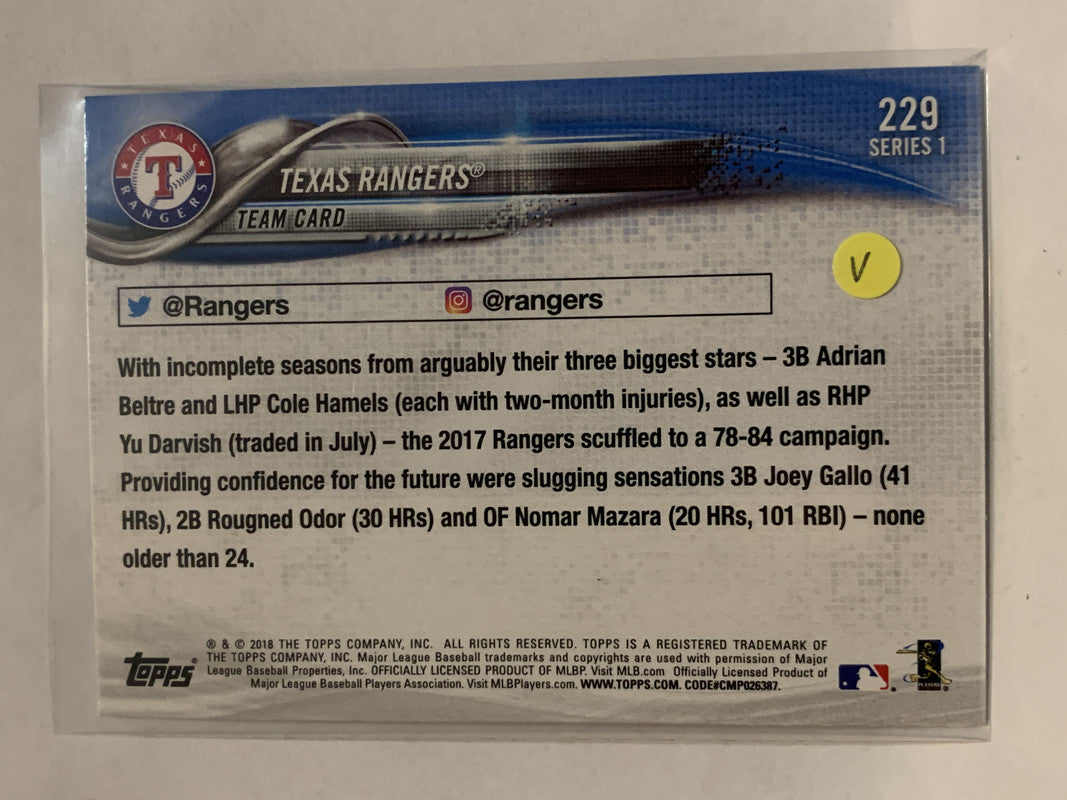 229
SERIES 1
TEXAS
T
RANGERS
TEXAS RANGERS®
TEAM CARD
V
@Rangers @rangers
With incomplete seasons from arguably their three biggest stars – 3B Adrian
Beltre and LHP Cole Hamels (each with two-month injuries), as well as RHP
Yu Darvish (traded in July) – the 2017 Rangers scuffled to a 78-84 campaign.
Providing confidence for the future were slugging sensations 3B Joey Gallo (41
HRs), 2B Rougned Odor (30 HRs) and OF Nomar Mazara (20 HRs, 101 RBI) – none
older than 24.
topps®
® & © 2018 THE TOPPS COMPANY, INC. ALL RIGHTS RESERVED. TOPPS IS A REGISTERED TRADEMARK OF
THE TOPPS COMPANY, INC. Major League Baseball trademarks and copyrights are used with permission of Major
League Baseball Properties, Inc. OFFICIALLY LICENSED PRODUCT OF MLBP. Visit MLB.com Officially Licensed Product of
Major League Baseball Players Association. Visit MLBPlayers.com. WWW.TOPPS.COM. CODE#CMP026387.